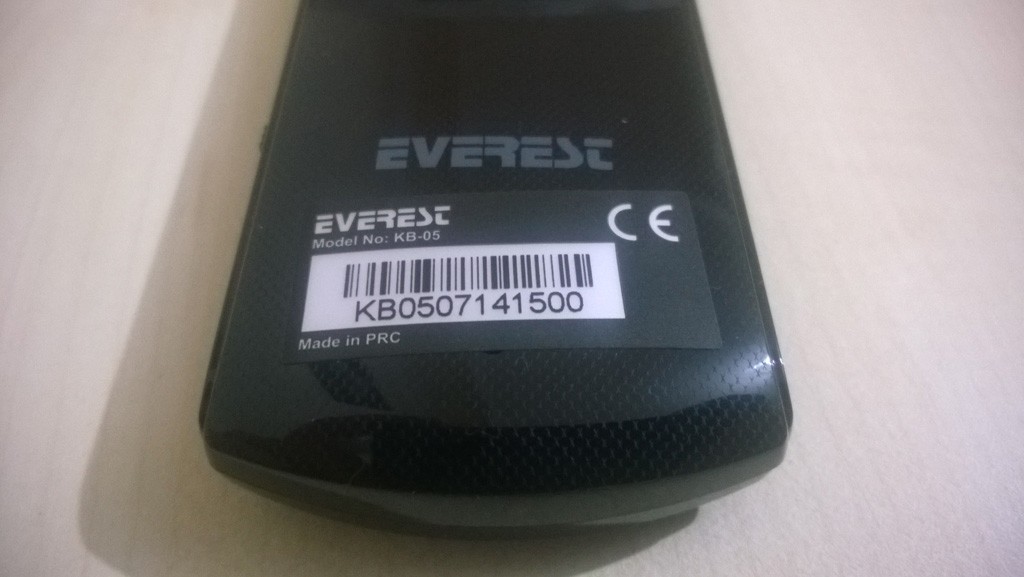 EVEREST
EVEREST
CE
Model No: KB-05
KB0507141500
Made in PRC